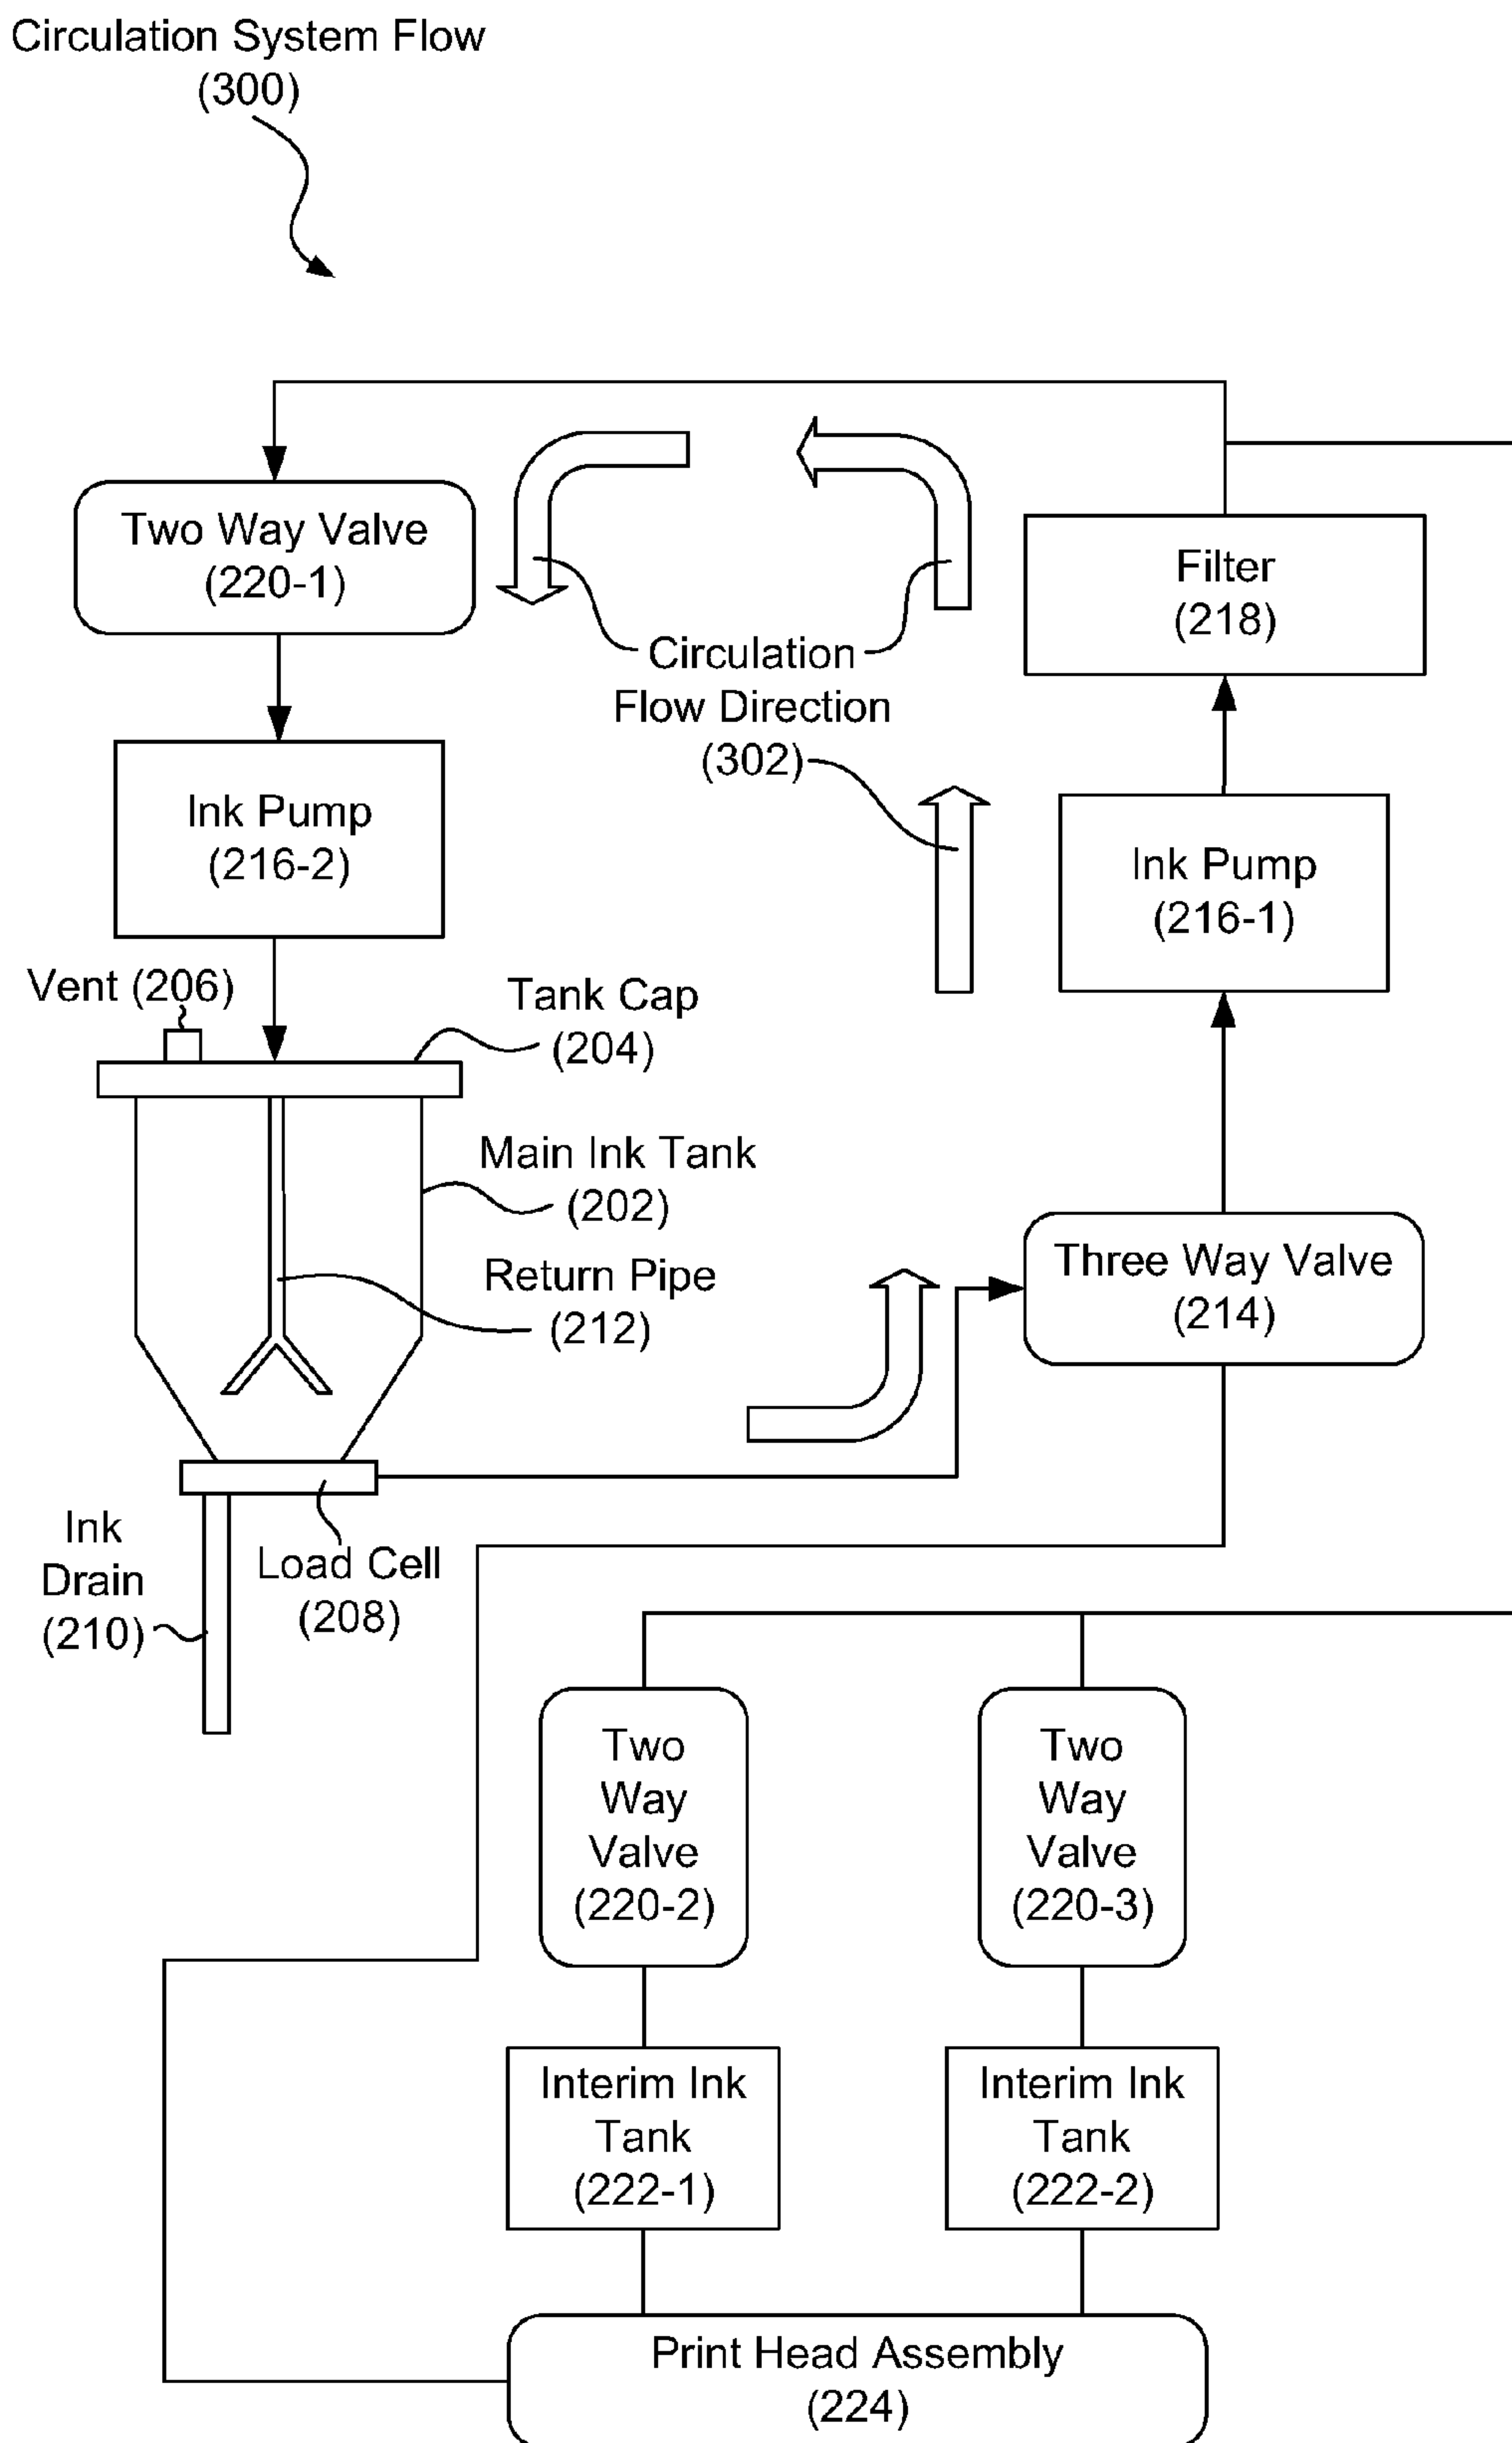 Circulation System Flow
(300)
Two Way Valve
(220-1)
Filter
(218)
Circulation
Flow Direction
(302)
Ink Pump
(216-2)
Ink Pump
(216-1)
Vent (206)
Tank Cap
(204)
Main Ink Tank
(202)
Return Pipe
(212)
Three Way Valve
(214)
Ink
Drain
(210)
Load Cell
(208)
Two
Way
Valve
(220-2)
Two
Way
Valve
(220-3)
Interim Ink
Tank
(222-1)
Interim Ink
Tank
(222-2)
Print Head Assembly
(224)